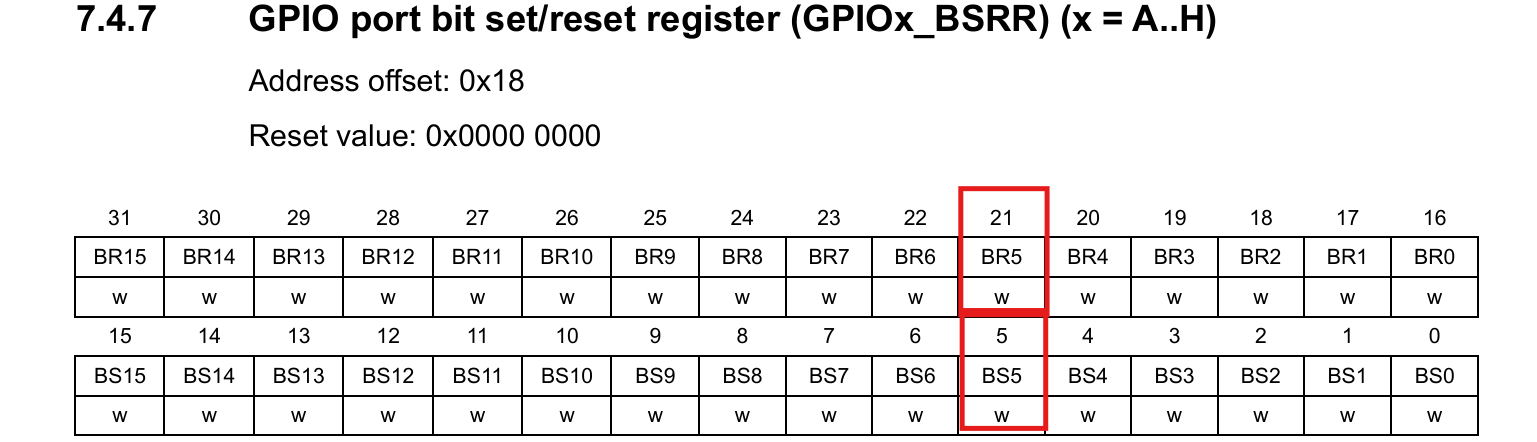 7.4.7 GPIO port bit set/reset register (GPIOx_BSRR) (x = A..H)
Address offset: 0x18
Reset value: 0x0000 0000
31 30 29 28 27 26 25 24 23 22 21 20 19 18 17 16
BR15 BR14 BR13 BR12 BR11 BR10 BR9 BR8 BR7 BR6 BR5 BR4 BR3 BR2 BR1 BR0
w w w w w w w w w w w w w w w w
15 14 13 12 11 10 9 8 7 6 5 4 3 2 1 0
BS15 BS14 BS13 BS12 BS11 BS10 BS9 BS8 BS7 BS6 BS5 BS4 BS3 BS2 BS1 BS0
w w w w w w w w w w w w w w w w